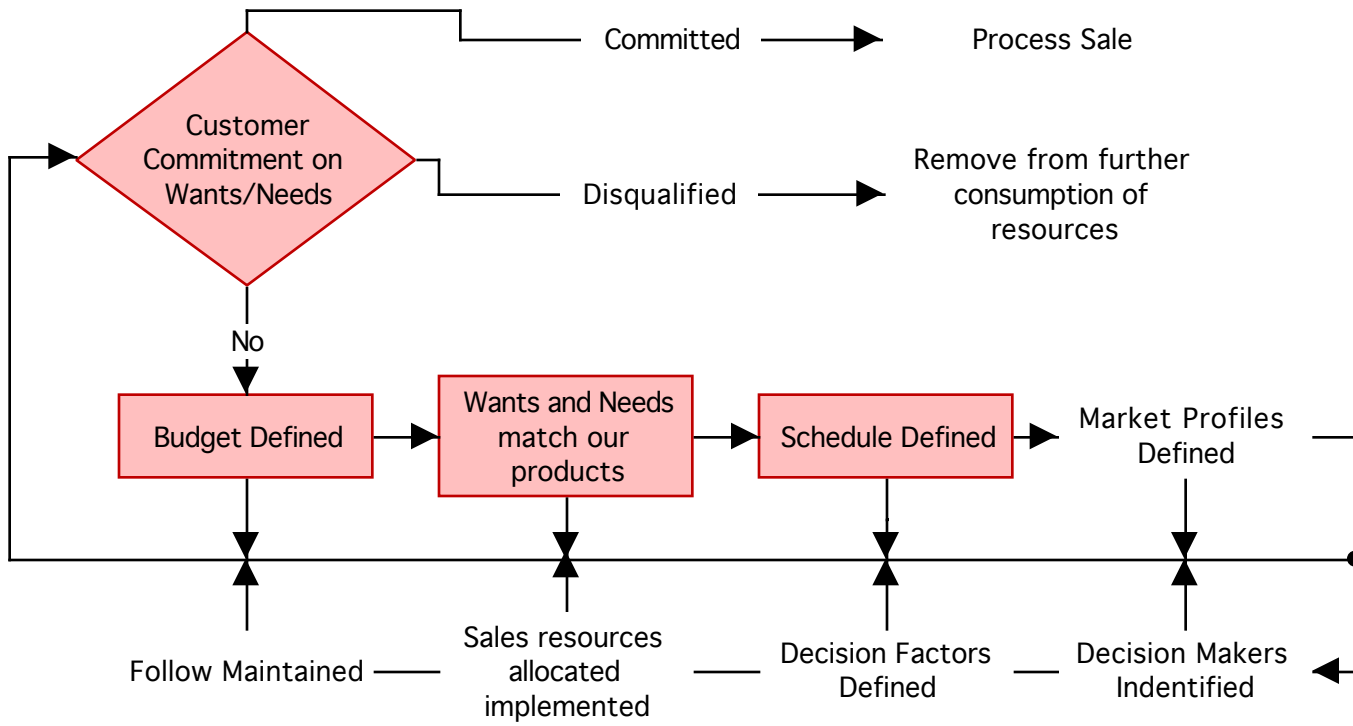 Committed
Process Sale
Customer
Commitment on
Wants/Needs
Disqualified
Remove from further
consumption of
resources
No
Budget Defined
Wants and Needs
match our
products
Schedule Defined
Market Profiles
Defined
Follow Maintained
Sales resources
allocated
implemented
Decision Factors
Defined
Decision Makers
Indentified